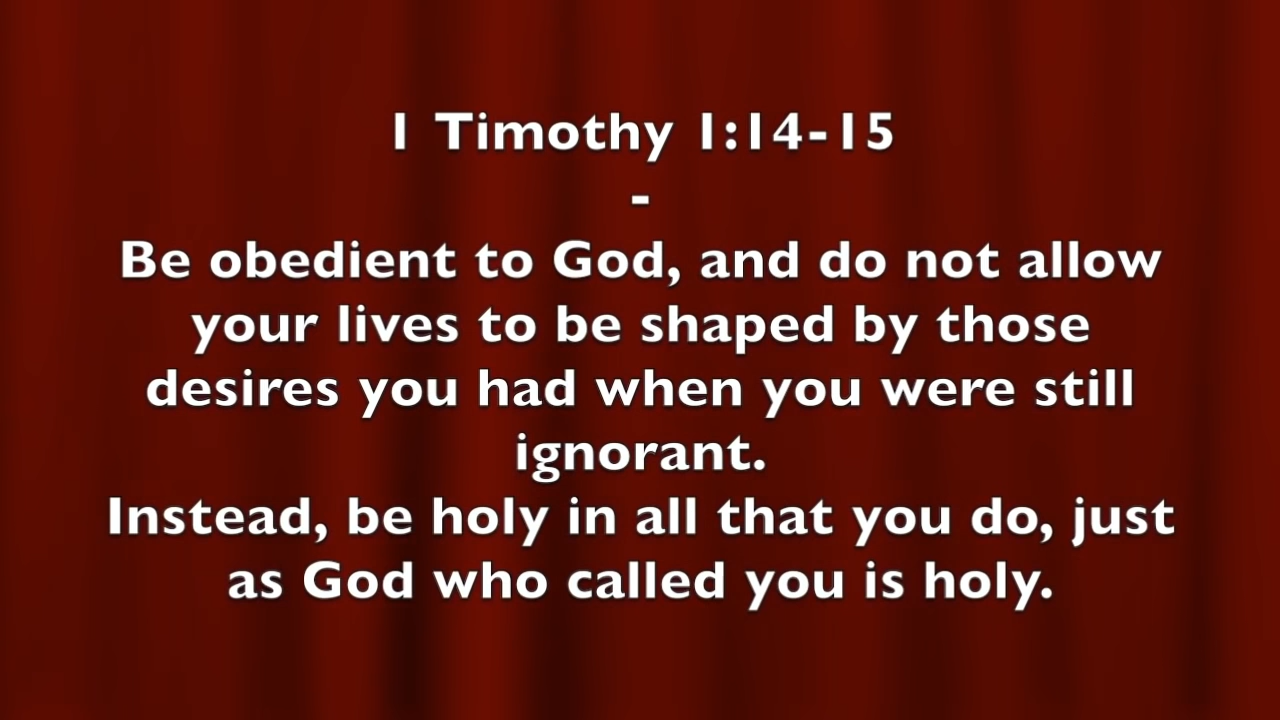 1 Timothy 1:14-15
-
Be obedient to God, and do not allow
your lives to be shaped by those
desires you had when you were still
ignorant.
Instead, be holy in all that you do, just
as God who called you is holy.